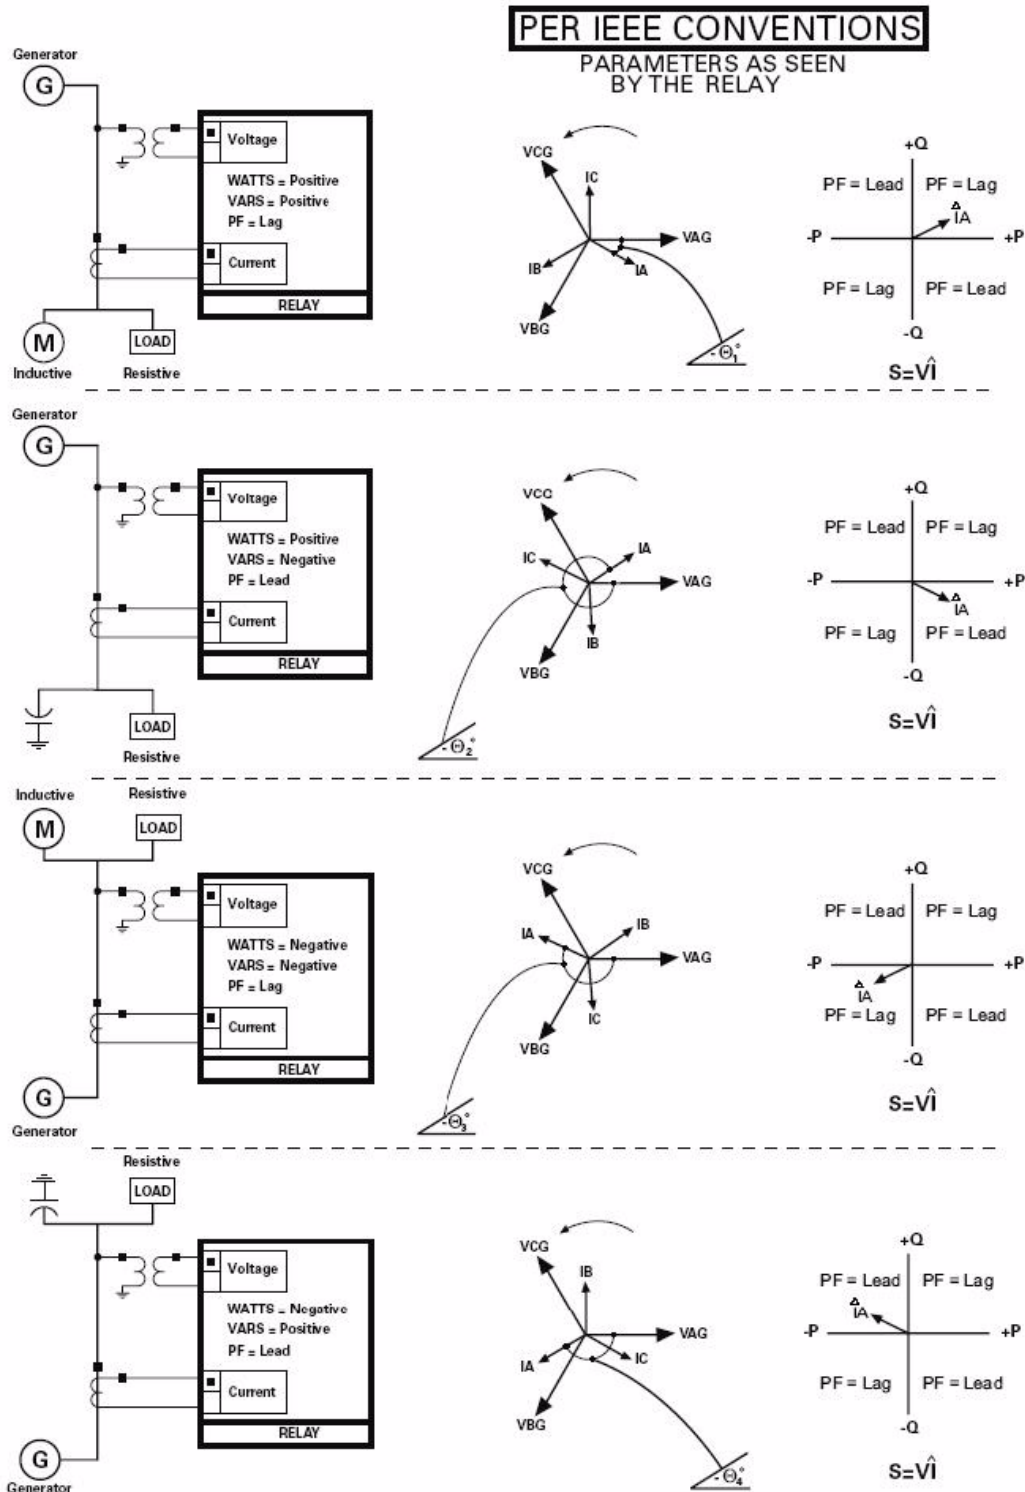 PER IEEE CONVENTIONS
PARAMETERS AS SEEN
BY THE RELAY
Generator
G
Voltage
WATTS = Positive
VARS = Positive
PF = Lag
Current
RELAY
M
LOAD
Inductive
Resistive
VCG
IC
VAG
IB
IA
VBG
-Θ₁°
+Q
PF = Lead
PF = Lag
IA
-P
+P
PF = Lag
PF = Lead
-Q
S=VÎ
Generator
G
Voltage
WATTS = Positive
VARS = Negative
PF = Lead
Current
RELAY
LOAD
Resistive
VCG
IC
IA
VAG
IB
VBG
-Θ₂°
+Q
PF = Lead
PF = Lag
-P
+P
IA
PF = Lag
PF = Lead
-Q
S=VÎ
Inductive
Resistive
M
LOAD
Voltage
WATTS = Negative
VARS = Negative
PF = Lag
Current
RELAY
G
Generator
VCG
IA
IB
VAG
IC
VBG
-Θ₃°
+Q
PF = Lead
PF = Lag
-P
+P
IA
PF = Lag
PF = Lead
-Q
S=VÎ
Resistive
LOAD
Voltage
WATTS = Negative
VARS = Positive
PF = Lead
Current
RELAY
G
Generator
VCG
IB
VAG
IA
IC
VBG
-Θ₄°
+Q
PF = Lead
PF = Lag
IA
-P
+P
PF = Lag
PF = Lead
-Q
S=VÎ